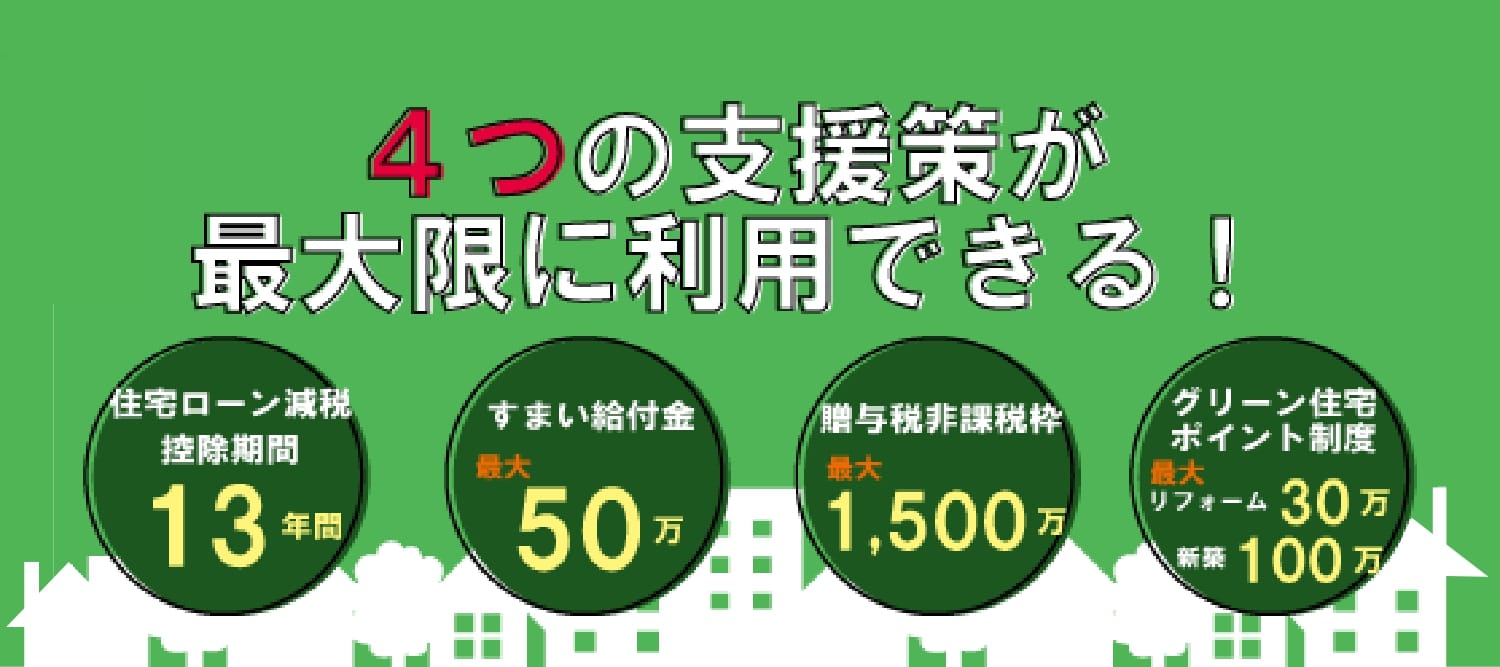 ４つの支援策が
最大限に利用できる！
住宅ローン減税
控除期間
13年間
すまい給付金
最大
50万
贈与税非課税枠
最大
1,500万
グリーン住宅
ポイント制度
最大
リフォーム 30万
新築 100万